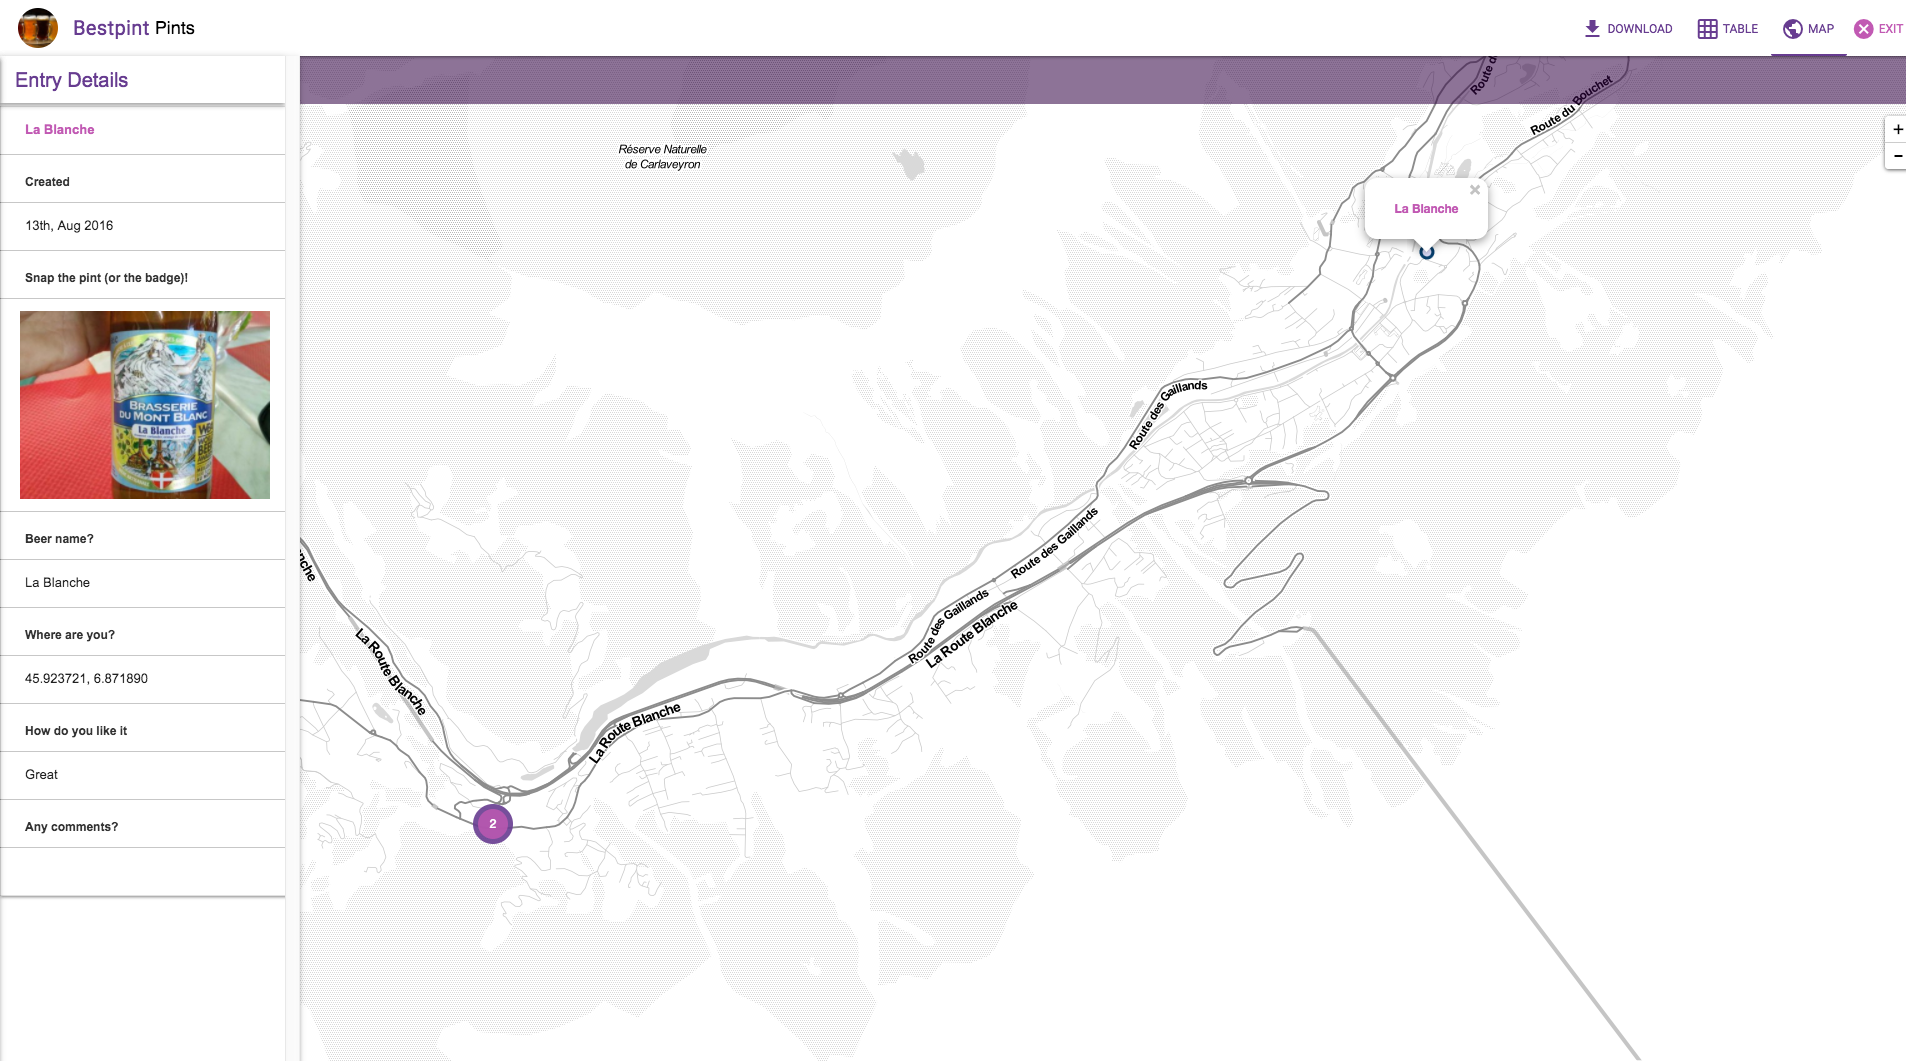 Bestpint Pints
DOWNLOAD
TABLE
MAP
EXIT
Entry Details
La Blanche
Created
13th, Aug 2016
Snap the pint (or the badge)!
BRASSERIE
DU MONT BLANC
La Blanche
Beer name?
La Blanche
Where are you?
45.923721, 6.871890
How do you like it
Great
Any comments?
Route d
Route du Bouchet
Réserve Naturelle
de Carlaveyron
+
-
La Blanche
×
Route des Gaillands
Route des Gaillands
Route des Gaillands
La Route Blanche
anche
La Route Blanche
La Route Blanche
2